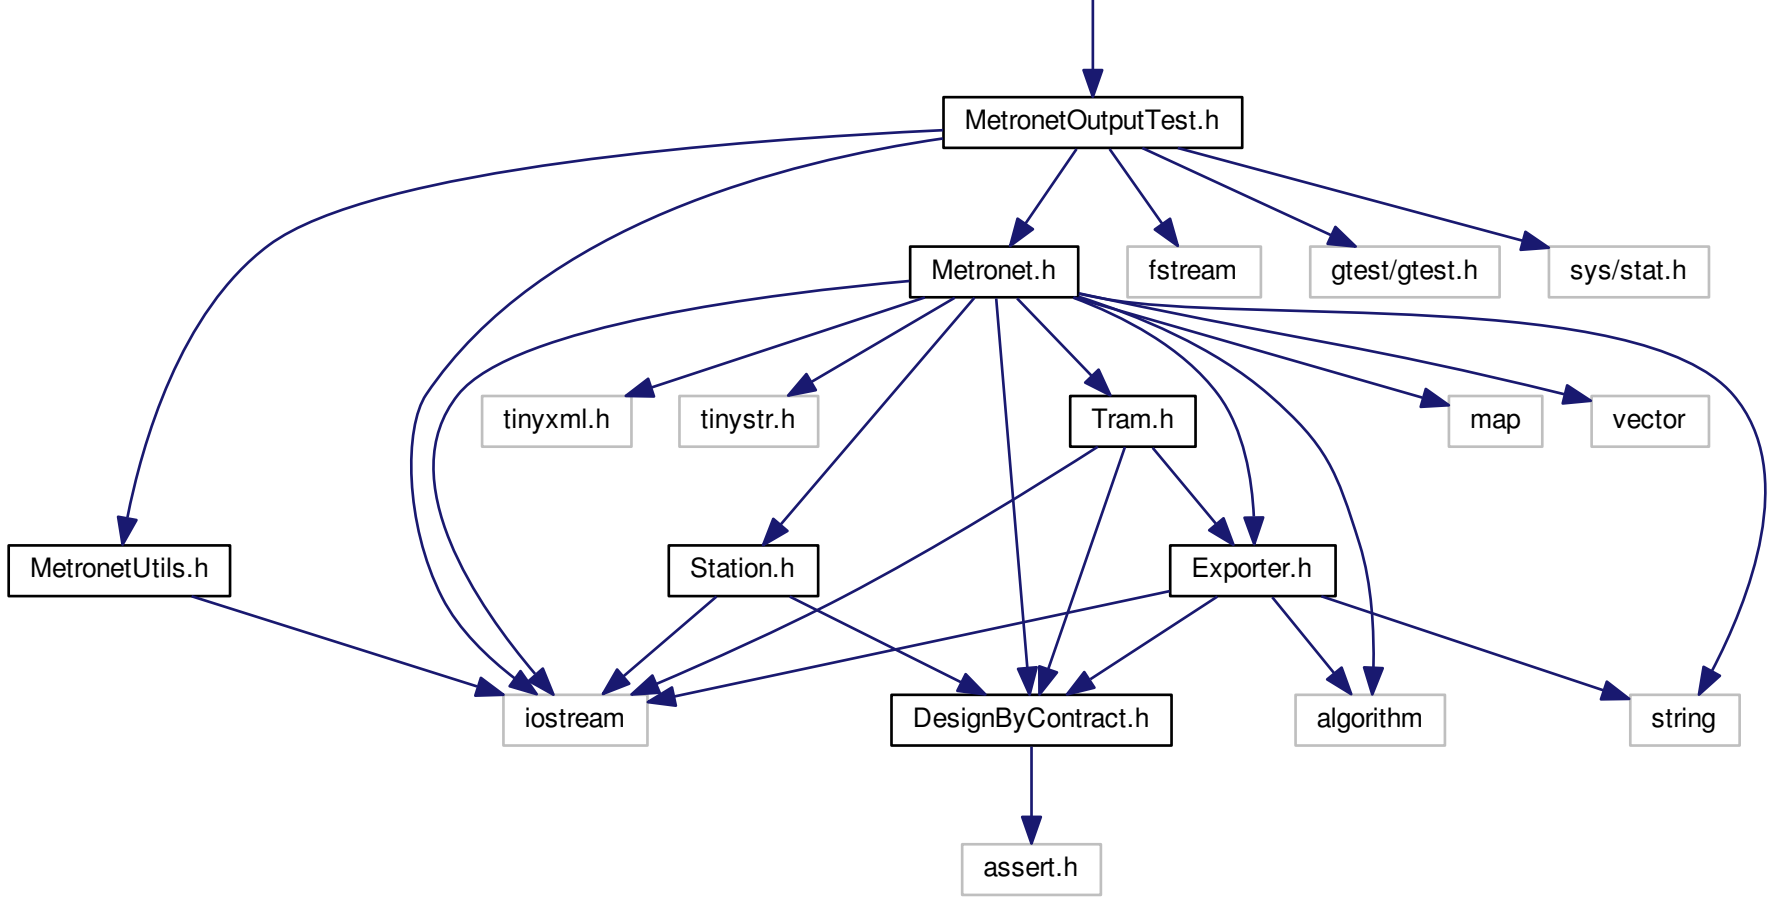 MetronetOutputTest.h
Metronet.h
fstream
gtest/gtest.h
sys/stat.h
tinyxml.h
tinystr.h
Tram.h
map
vector
MetronetUtils.h
Station.h
Exporter.h
iostream
DesignByContract.h
algorithm
string
assert.h